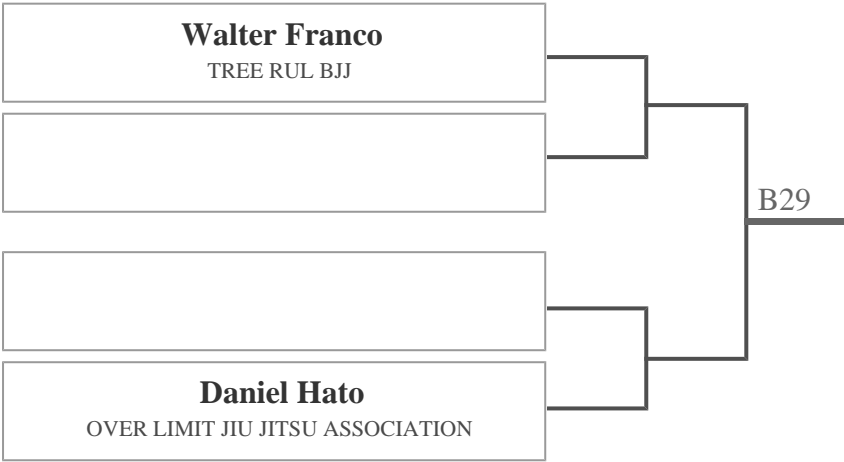 Walter Franco
TREE RUL BJJ
B29
Daniel Hato
OVER LIMIT JIU JITSU ASSOCIATION